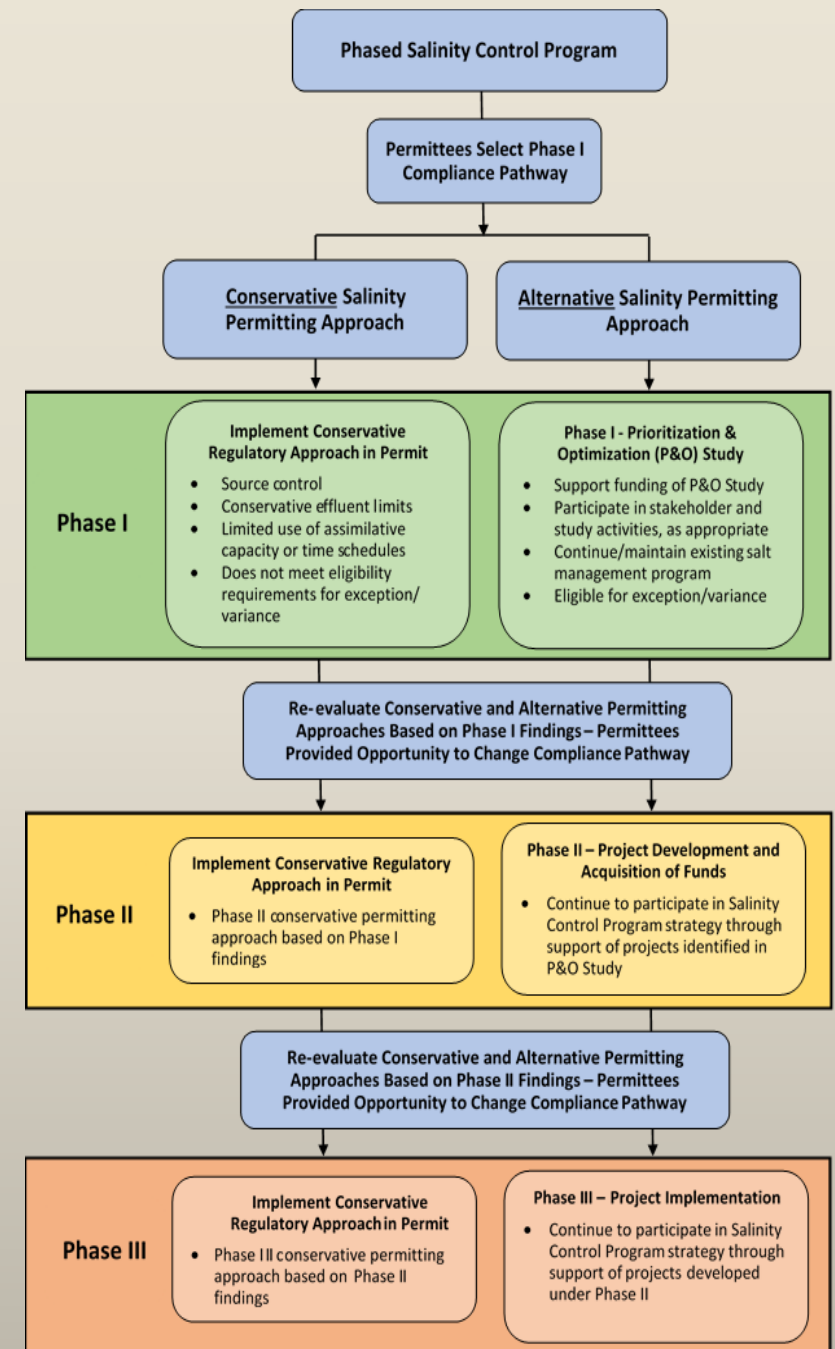 Phased Salinity Control Program
Permittees Select Phase I
Compliance Pathway
Conservative Salinity
Permitting Approach
Alternative Salinity Permitting
Approach
Phase I
Implement Conservative
Regulatory Approach in Permit
• Source control
• Conservative effluent limits
• Limited use of assimilative
capacity or time schedules
• Does not meet eligibility
requirements for exception/
variance
Phase I - Prioritization &
Optimization (P&O) Study
• Support funding of P&O Study
• Participate in stakeholder and
study activities, as appropriate
• Continue/maintain existing salt
management program
• Eligible for exception/variance
Re-evaluate Conservative and Alternative Permitting
Approaches Based on Phase I Findings – Permittees
Provided Opportunity to Change Compliance Pathway
Phase II
Implement Conservative Regulatory
Approach in Permit
• Phase II conservative permitting
approach based on Phase I
findings
Phase II – Project Development and
Acquisition of Funds
• Continue to participate in Salinity
Control Program strategy through
support of projects identified in
P&O Study
Re-evaluate Conservative and Alternative Permitting
Approaches Based on Phase II Findings – Permittees
Provided Opportunity to Change Compliance Pathway
Phase III
Implement Conservative
Regulatory Approach in Permit
• Phase III conservative permitting
approach based on Phase II
findings
Phase III – Project Implementation
• Continue to participate in Salinity
Control Program strategy through
support of projects developed
under Phase II